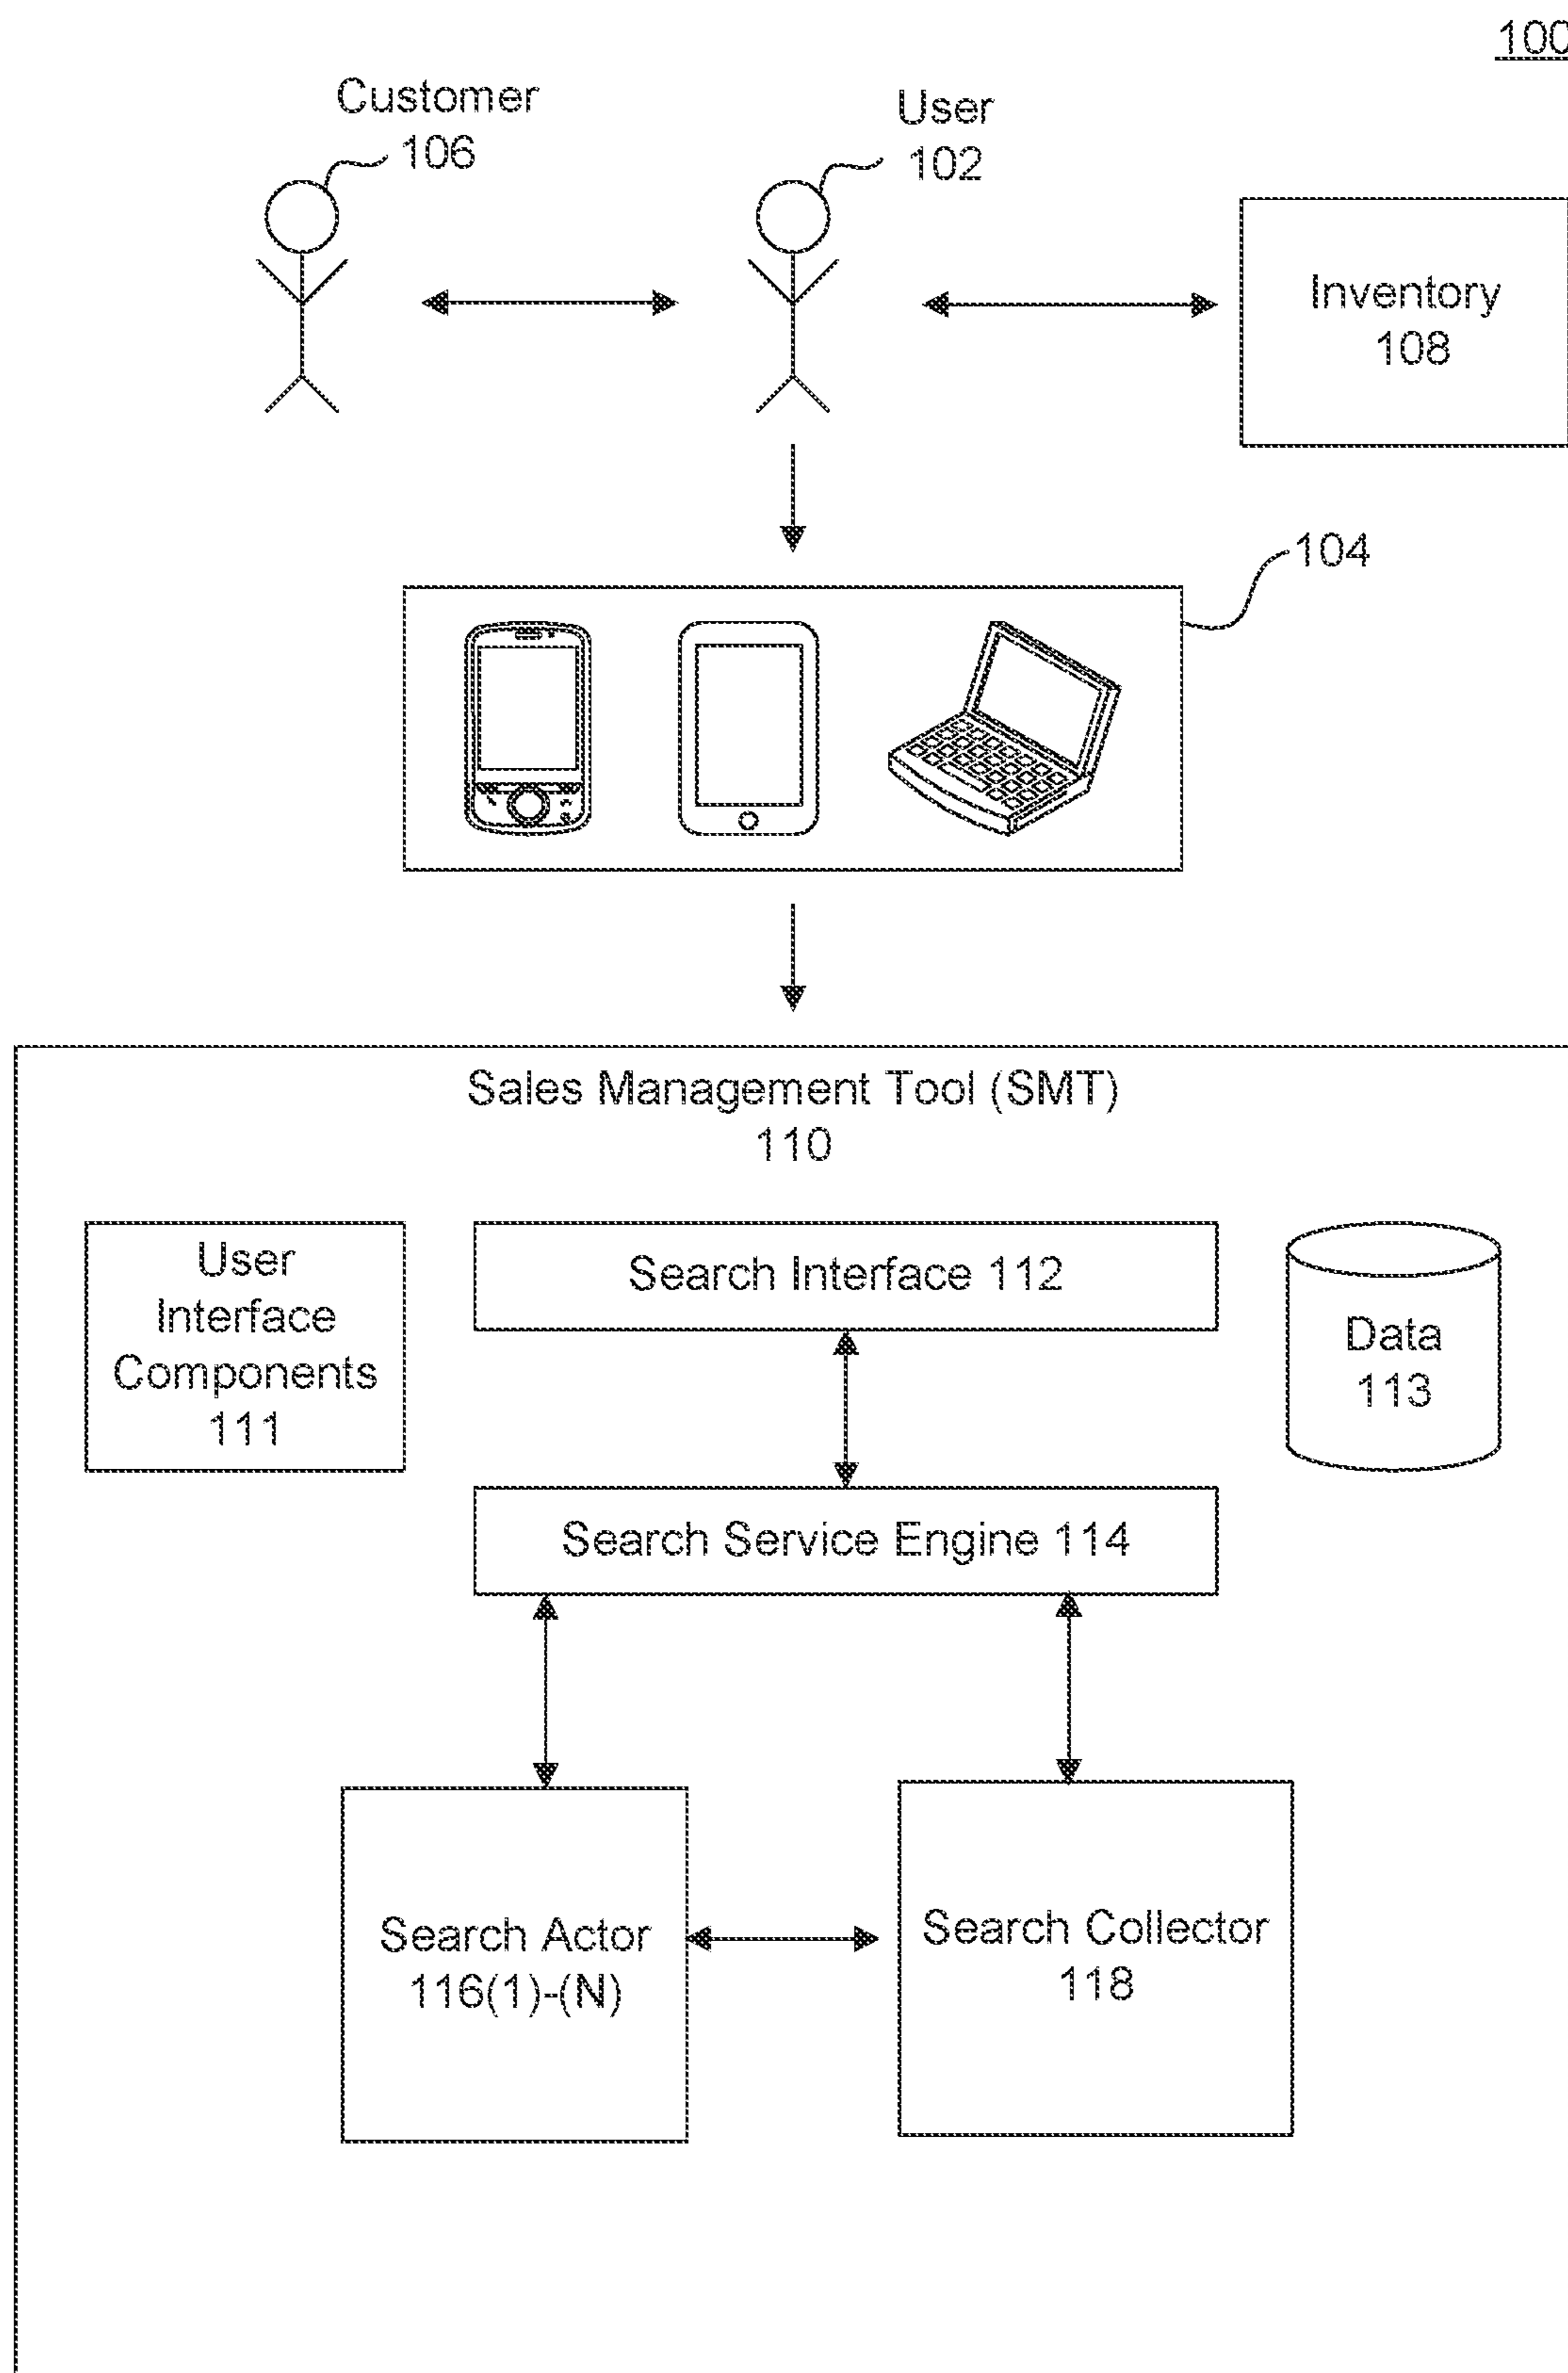 100
Customer
106
User
102
Inventory
108
104
Sales Management Tool (SMT)
110
User
Interface
Components
111
Search Interface 112
Data
113
Search Service Engine 114
Search Actor
116(1)-(N)
Search Collector
118